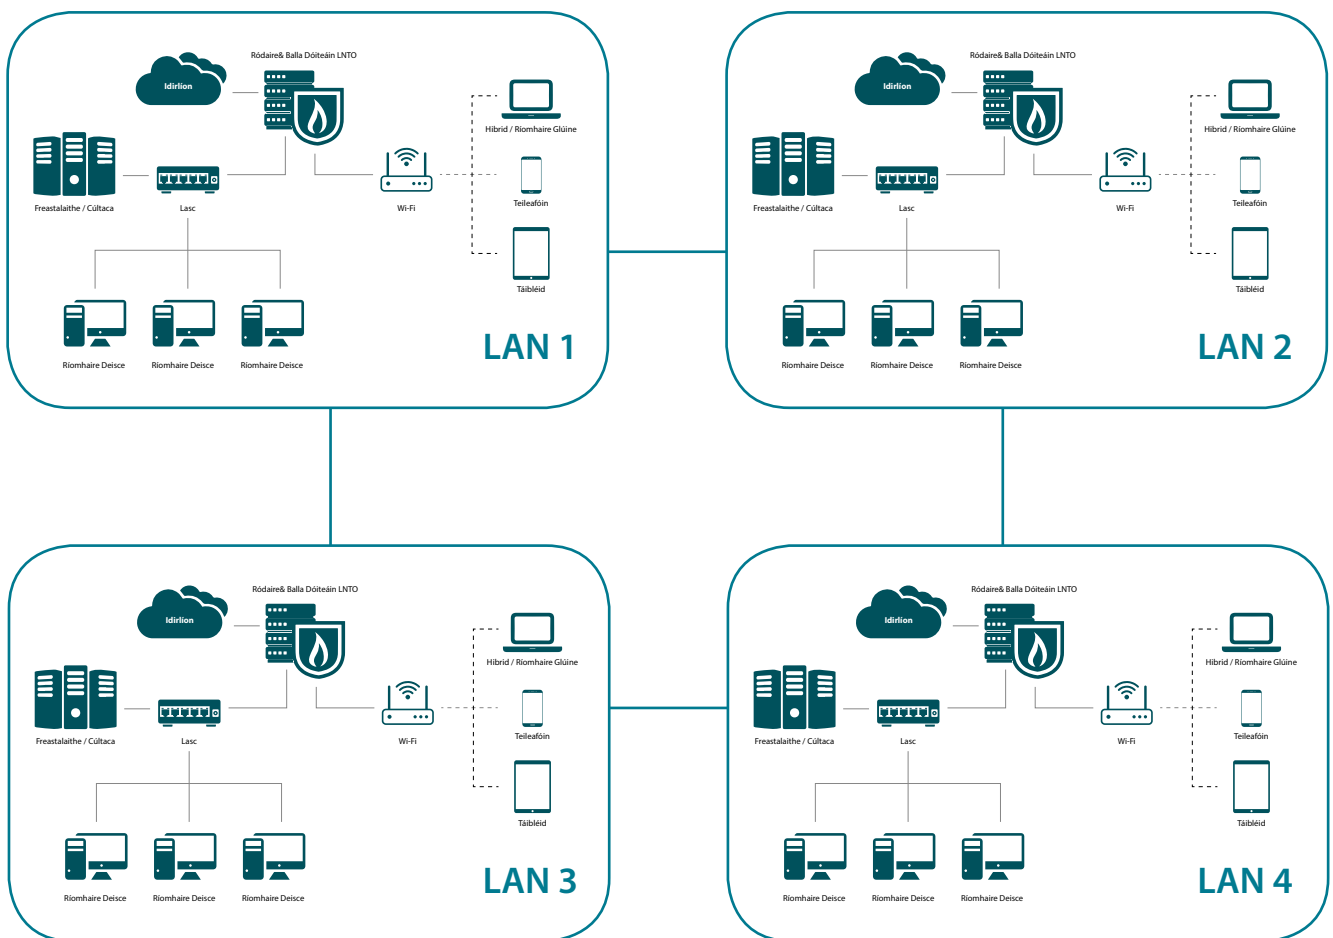 Ródaire& Balla Dóiteáin LNTO
Idirlíon
Hibrid / Ríomhaire Glúine
Freastalaithe / Cúltaca
Lasc
Wi-Fi
Teileafóin
Táibléid
Ríomhaire Deisce
Ríomhaire Deisce
Ríomhaire Deisce
LAN 1
Ródaire& Balla Dóiteáin LNTO
Idirlíon
Hibrid / Ríomhaire Glúine
Freastalaithe / Cúltaca
Lasc
Wi-Fi
Teileafóin
Táibléid
Ríomhaire Deisce
Ríomhaire Deisce
Ríomhaire Deisce
LAN 2
Ródaire& Balla Dóiteáin LNTO
Idirlíon
Hibrid / Ríomhaire Glúine
Freastalaithe / Cúltaca
Lasc
Wi-Fi
Teileafóin
Táibléid
Ríomhaire Deisce
Ríomhaire Deisce
Ríomhaire Deisce
LAN 3
Ródaire& Balla Dóiteáin LNTO
Idirlíon
Hibrid / Ríomhaire Glúine
Freastalaithe / Cúltaca
Lasc
Wi-Fi
Teileafóin
Táibléid
Ríomhaire Deisce
Ríomhaire Deisce
Ríomhaire Deisce
LAN 4